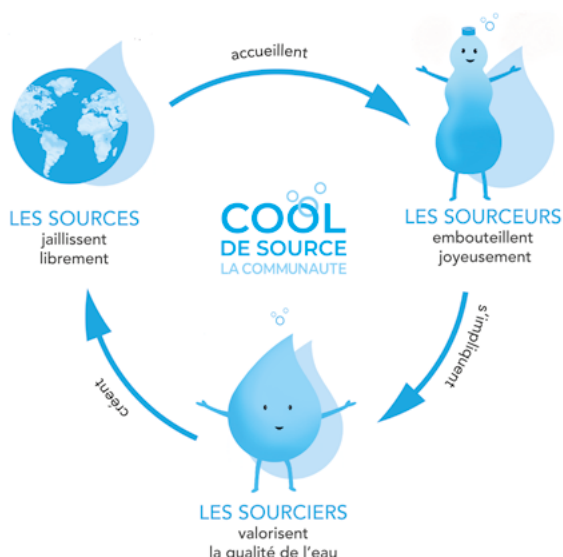 accueillent
LES SOURCES
jaillissent
librement
LES SOURCEURS
embouteillent
joyeusement
COOL
DE SOURCE
LA COMMUNAUTE
s'impliquent
créent
LES SOURCIERS
valorisent
la qualité de l'eau